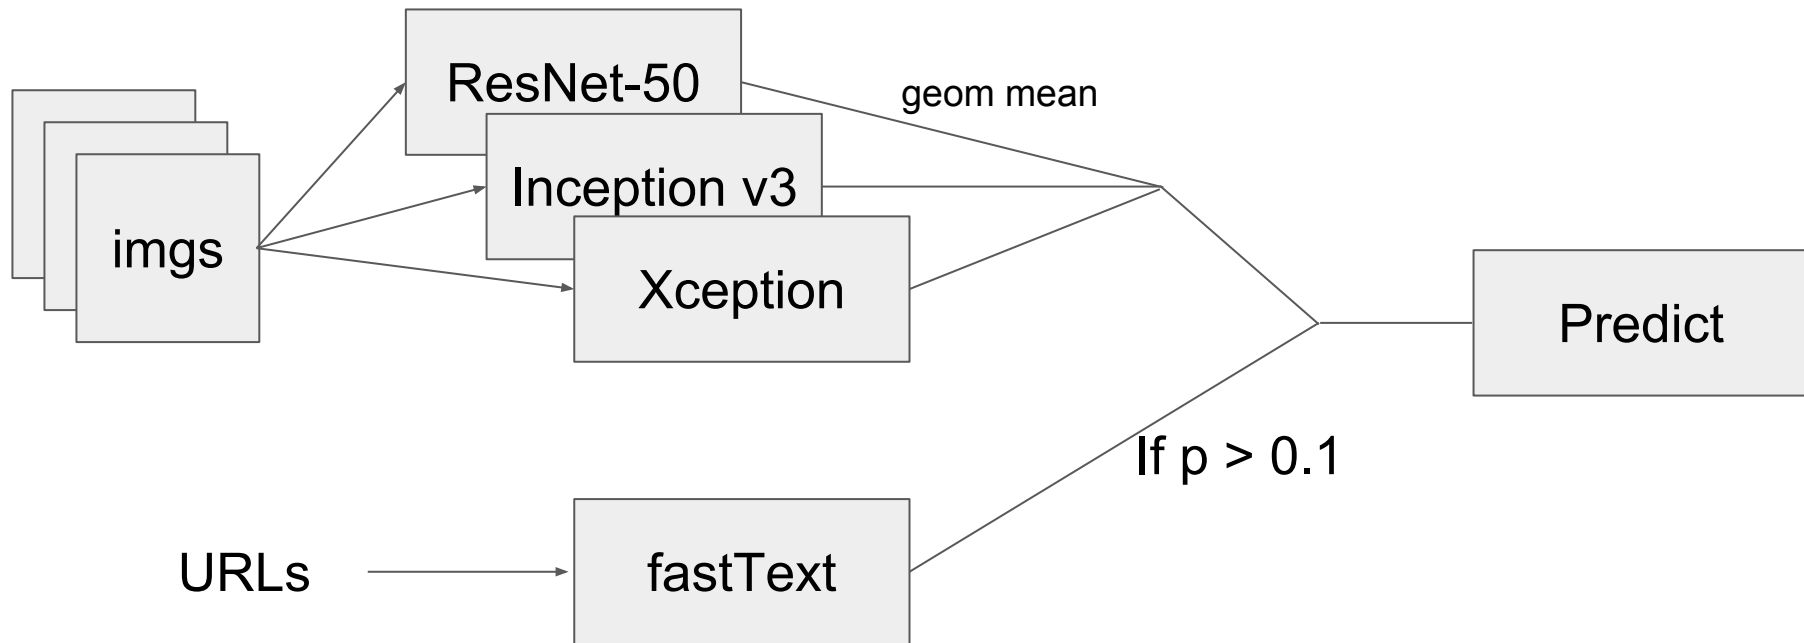 ResNet-50
geom mean
Inception v3
imgs
Xception
Predict
If p > 0.1
URLs
fastText